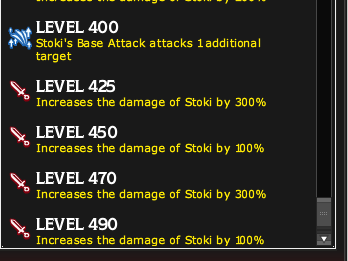 LEVEL 400
Stoki's Base Attack attacks 1 additional
target
LEVEL 425
Increases the damage of Stoki by 300%
LEVEL 450
Increases the damage of Stoki by 100%
LEVEL 470
Increases the damage of Stoki by 300%
LEVEL 490
Increases the damage of Stoki by 100%